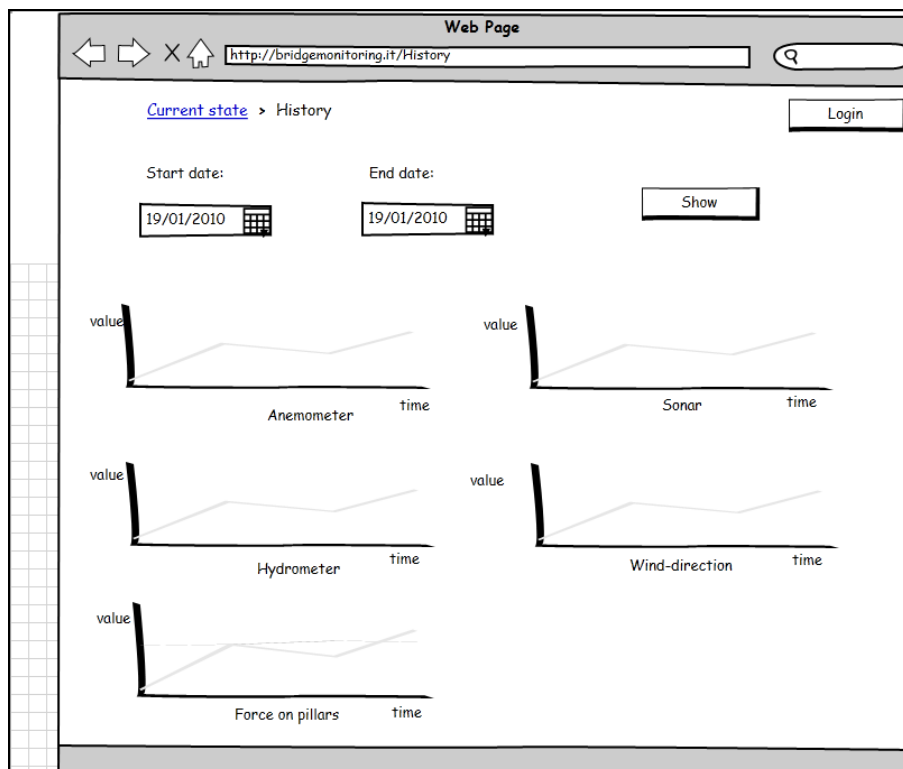 Web Page
http://bridgemonitoring.it/History
Current state > History
Login
Start date:
End date:
19/01/2010
19/01/2010
Show
value
time
Anemometer
value
time
Sonar
value
time
Hydrometer
value
time
Wind-direction
value
time
Force on pillars